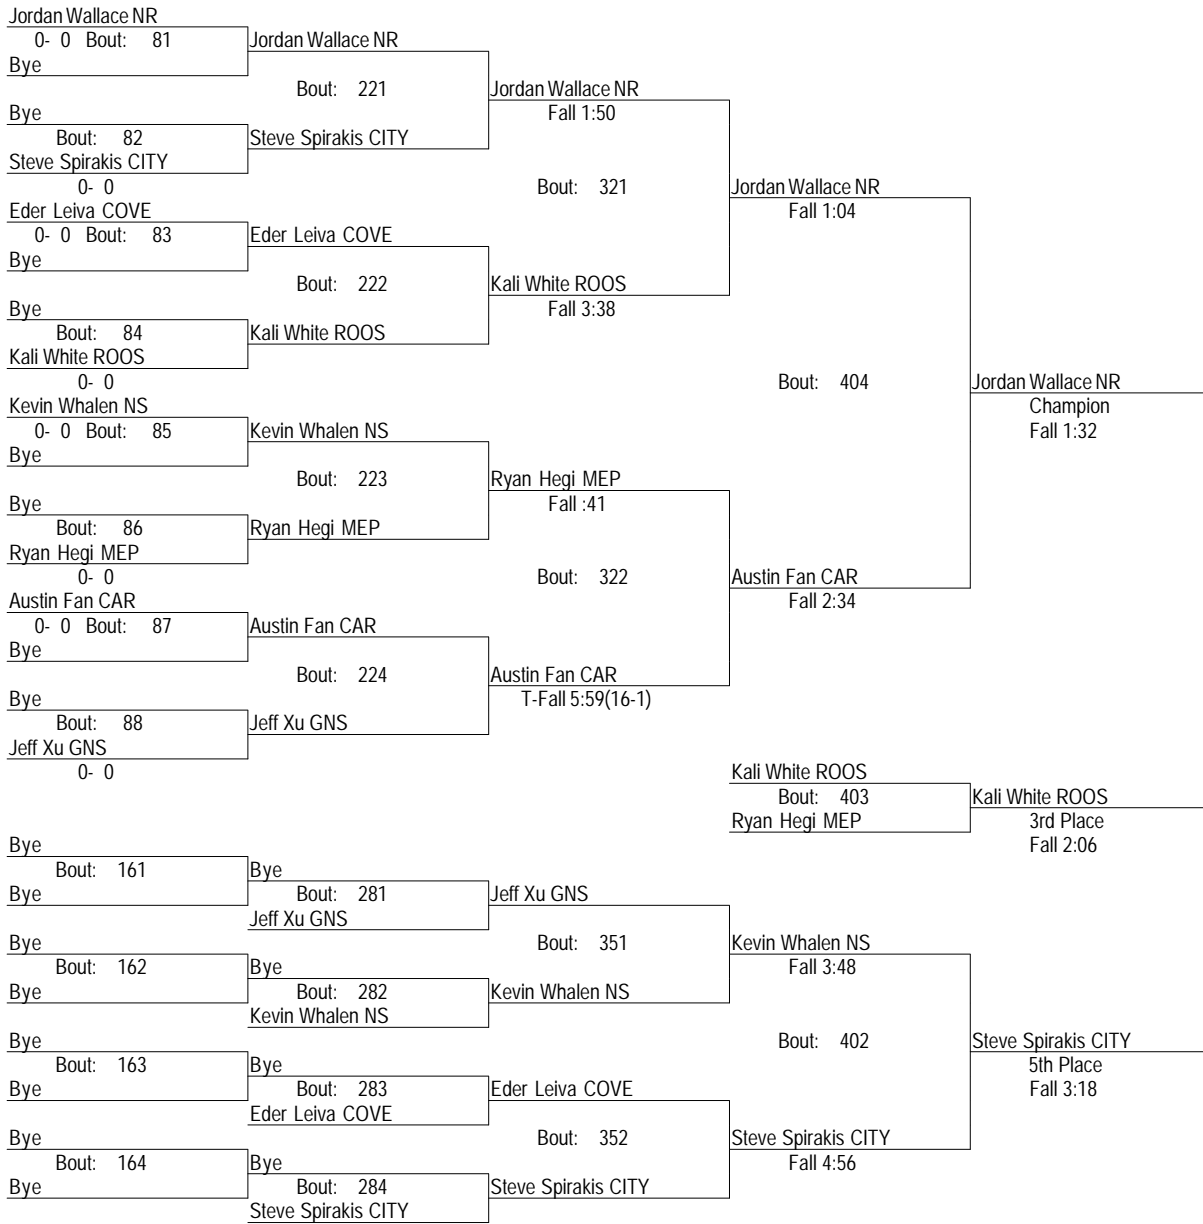 Jordan Wallace NR
0- 0 Bout: 81 Jordan Wallace NR
Bye
Bout: 221 Jordan Wallace NR
Bye Fall 1:50
Bout: 82 Steve Spirakis CITY
Steve Spirakis CITY
0- 0 Bout: 321 Jordan Wallace NR
Eder Leiva COVE Fall 1:04
0- 0 Bout: 83 Eder Leiva COVE
Bye
Bout: 222 Kali White ROOS
Bye Fall 3:38
Bout: 84 Kali White ROOS
Kali White ROOS
0- 0 Bout: 404 Jordan Wallace NR
Kevin Whalen NS Champion
0- 0 Bout: 85 Kevin Whalen NS Fall 1:32
Bye
Bout: 223 Ryan Hegi MEP
Bye Fall :41
Bout: 86 Ryan Hegi MEP
Ryan Hegi MEP
0- 0 Bout: 322 Austin Fan CAR
Austin Fan CAR Fall 2:34
0- 0 Bout: 87 Austin Fan CAR
Bye
Bout: 224 Austin Fan CAR
Bye T-Fall 5:59(16-1)
Bout: 88 Jeff Xu GNS
Jeff Xu GNS
0- 0 Kali White ROOS
Bout: 403 Kali White ROOS
Ryan Hegi MEP 3rd Place
Bye Fall 2:06
Bout: 161 Bye
Bye Bout: 281 Jeff Xu GNS
Jeff Xu GNS
Bye Bout: 351 Kevin Whalen NS
Bout: 162 Bye Fall 3:48
Bye Bout: 282 Kevin Whalen NS
Kevin Whalen NS
Bye Bout: 402 Steve Spirakis CITY
Bout: 163 Bye 5th Place
Bye Bout: 283 Eder Leiva COVE Fall 3:18
Eder Leiva COVE
Bye Bout: 352 Steve Spirakis CITY
Bout: 164 Bye Fall 4:56
Bye Bout: 284 Steve Spirakis CITY
Steve Spirakis CITY